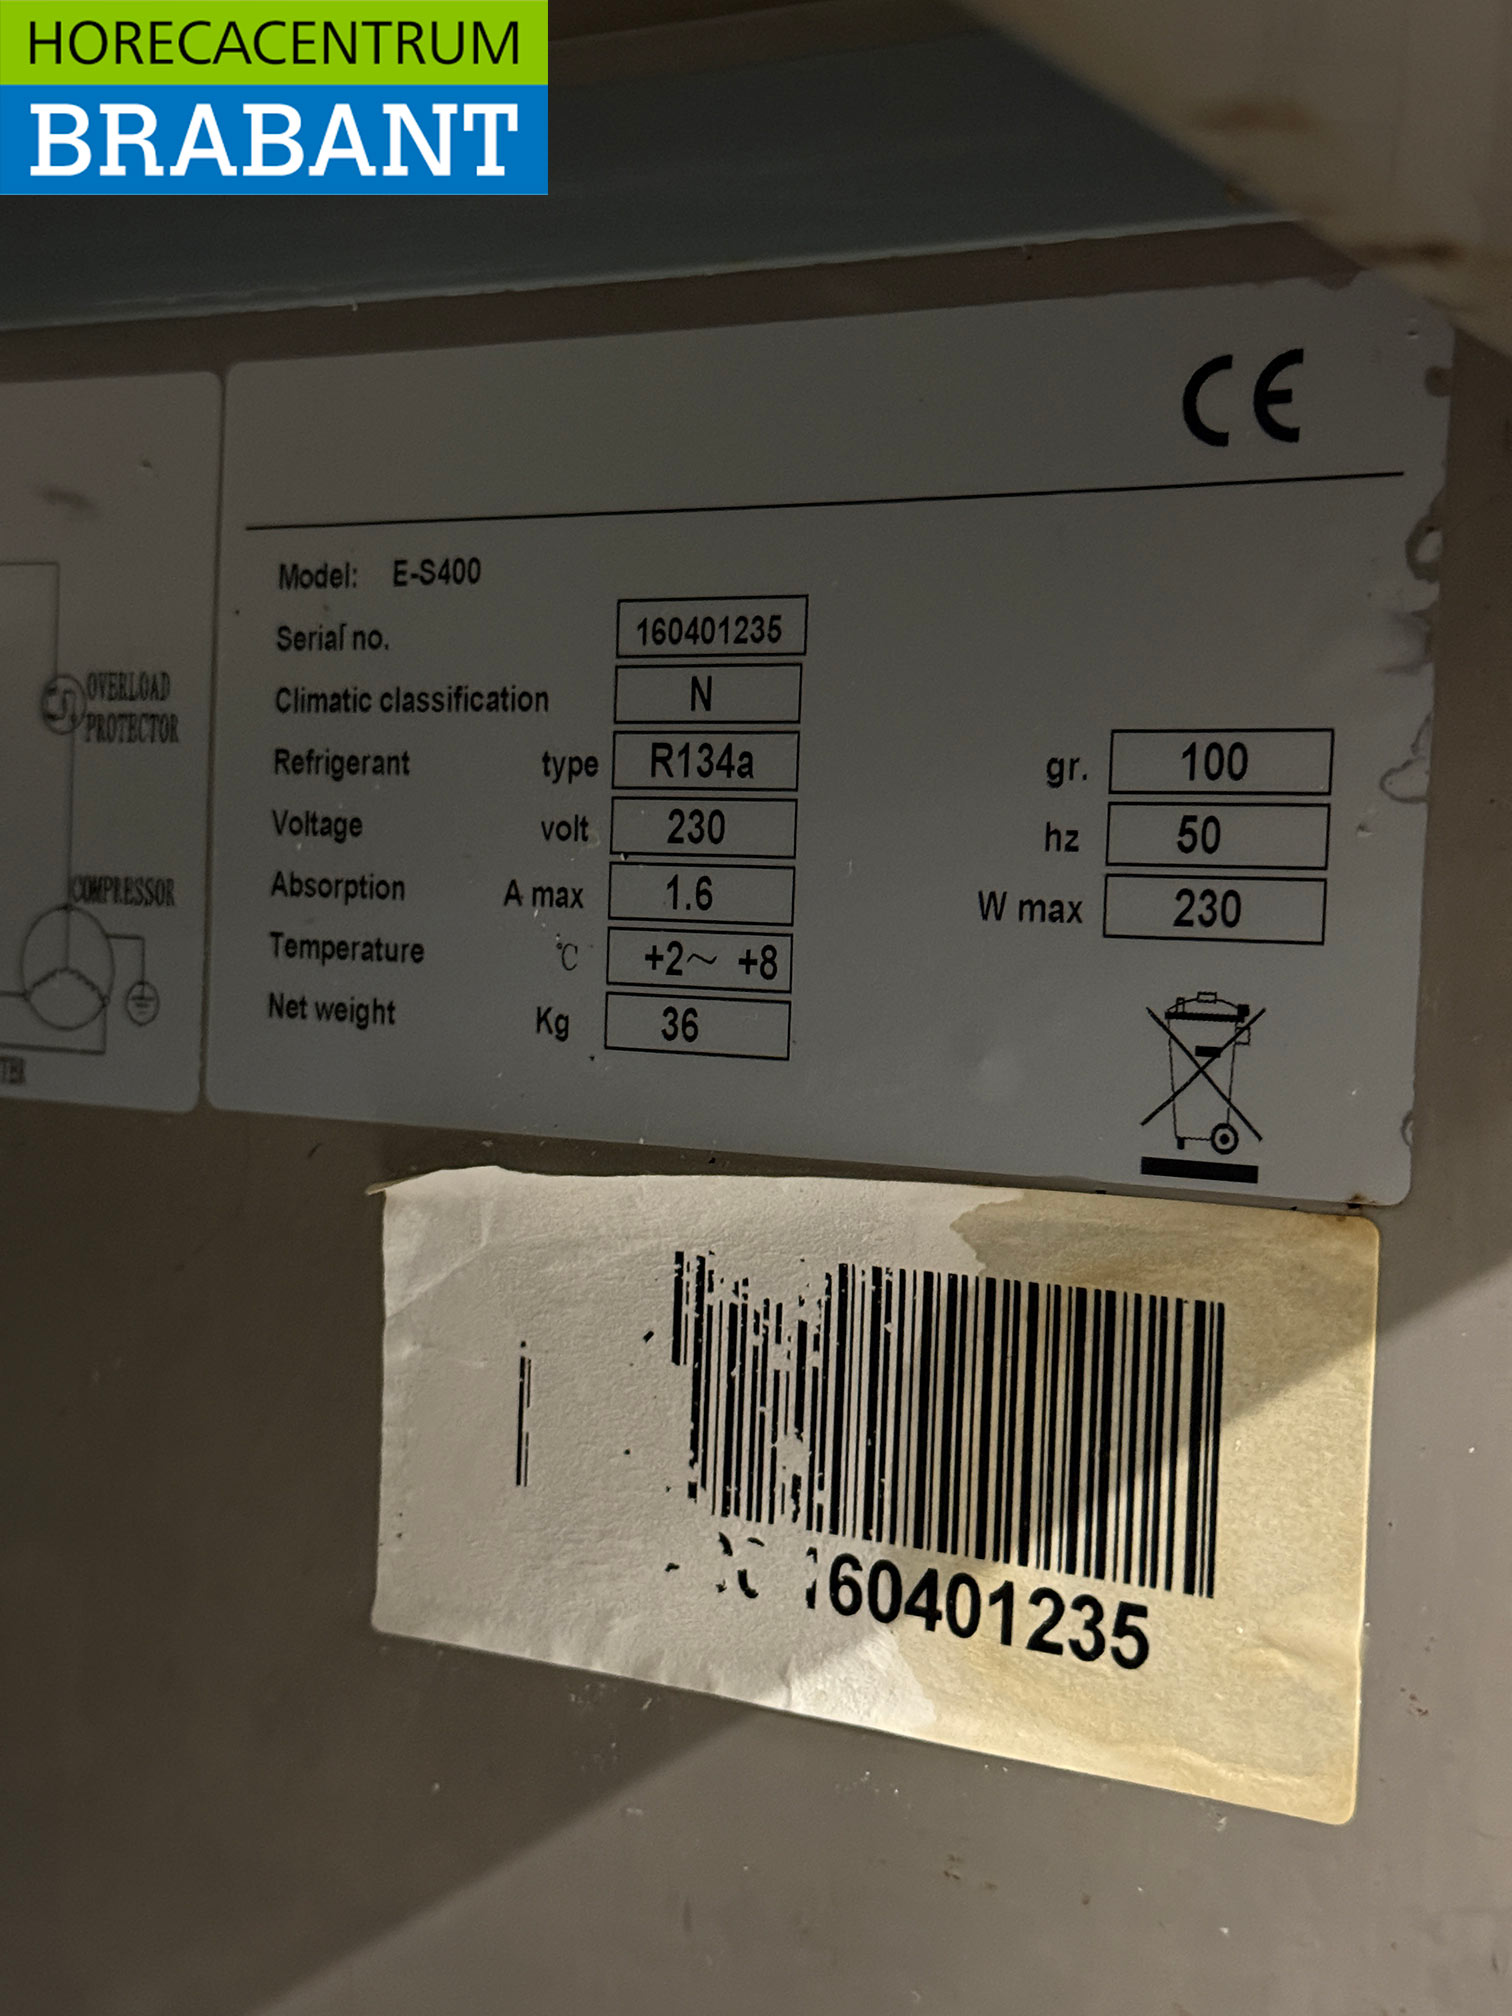 HORECACENTRUM
BRABANT
CE
Model: E-S400
Serial no. 160401235
Climatic classification N
Refrigerant type R134a gr. 100
Voltage volt 230 hz 50
Absorption A max 1.6 W max 230
Temperature °C +2～ +8
Net weight Kg 36
OVERLOAD
PROTECTOR
COMPRESSOR
160401235